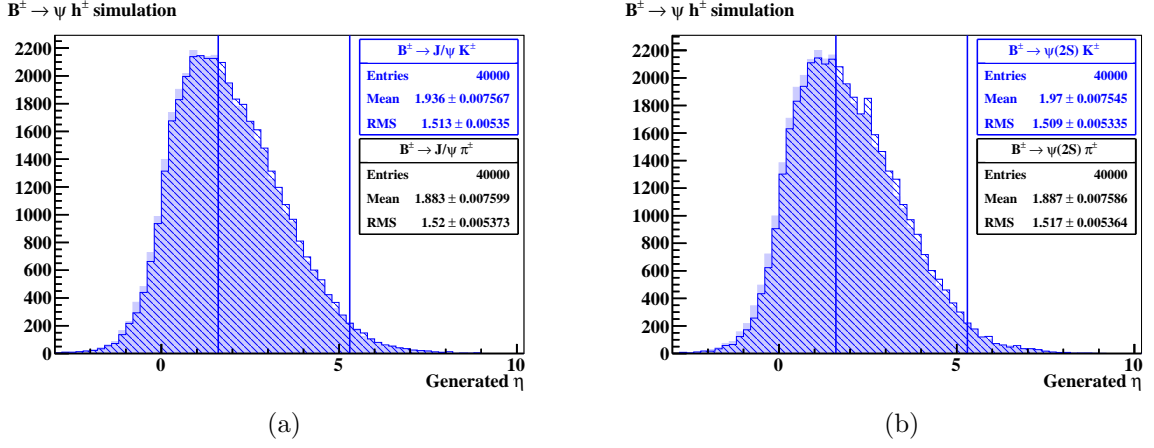 B± → ψ h± simulation
2200
2000
1800
1600
1400
1200
1000
800
600
400
200
0
0
5
10
Generated η
B± → J/ψ K±
Entries 40000
Mean 1.936 ± 0.007567
RMS 1.513 ± 0.00535
B± → J/ψ π±
Entries 40000
Mean 1.883 ± 0.007599
RMS 1.52 ± 0.005373
(a)
B± → ψ h± simulation
2200
2000
1800
1600
1400
1200
1000
800
600
400
200
0
0
5
10
Generated η
B± → ψ(2S) K±
Entries 40000
Mean 1.97 ± 0.007545
RMS 1.509 ± 0.005335
B± → ψ(2S) π±
Entries 40000
Mean 1.887 ± 0.007586
RMS 1.517 ± 0.005364
(b)